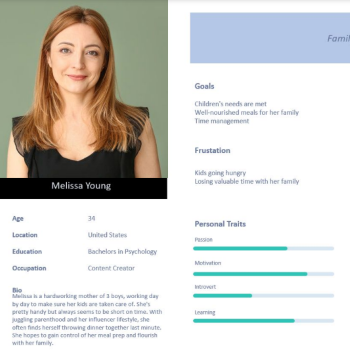 Famil
Goals
Children's needs are met
Well-nourished meals for her family
Time management
Frustation
Kids going hungry
Losing valuable time with her family
Melissa Young
Age 34
Location United States
Education Bachelors in Psychology
Occupation Content Creator
Bio
Melissa is a hardworking mother of 3 boys, working day
by day to make sure her kids are taken care of. She's
pretty handy but always seems to be short on time. With
juggling parenthood and her influencer lifestyle, she
often finds herself throwing dinner together last minute.
She hopes to gain control of her meal prep and flourish
with her family.
Personal Traits
Passion
Motivation
Introvert
Learning